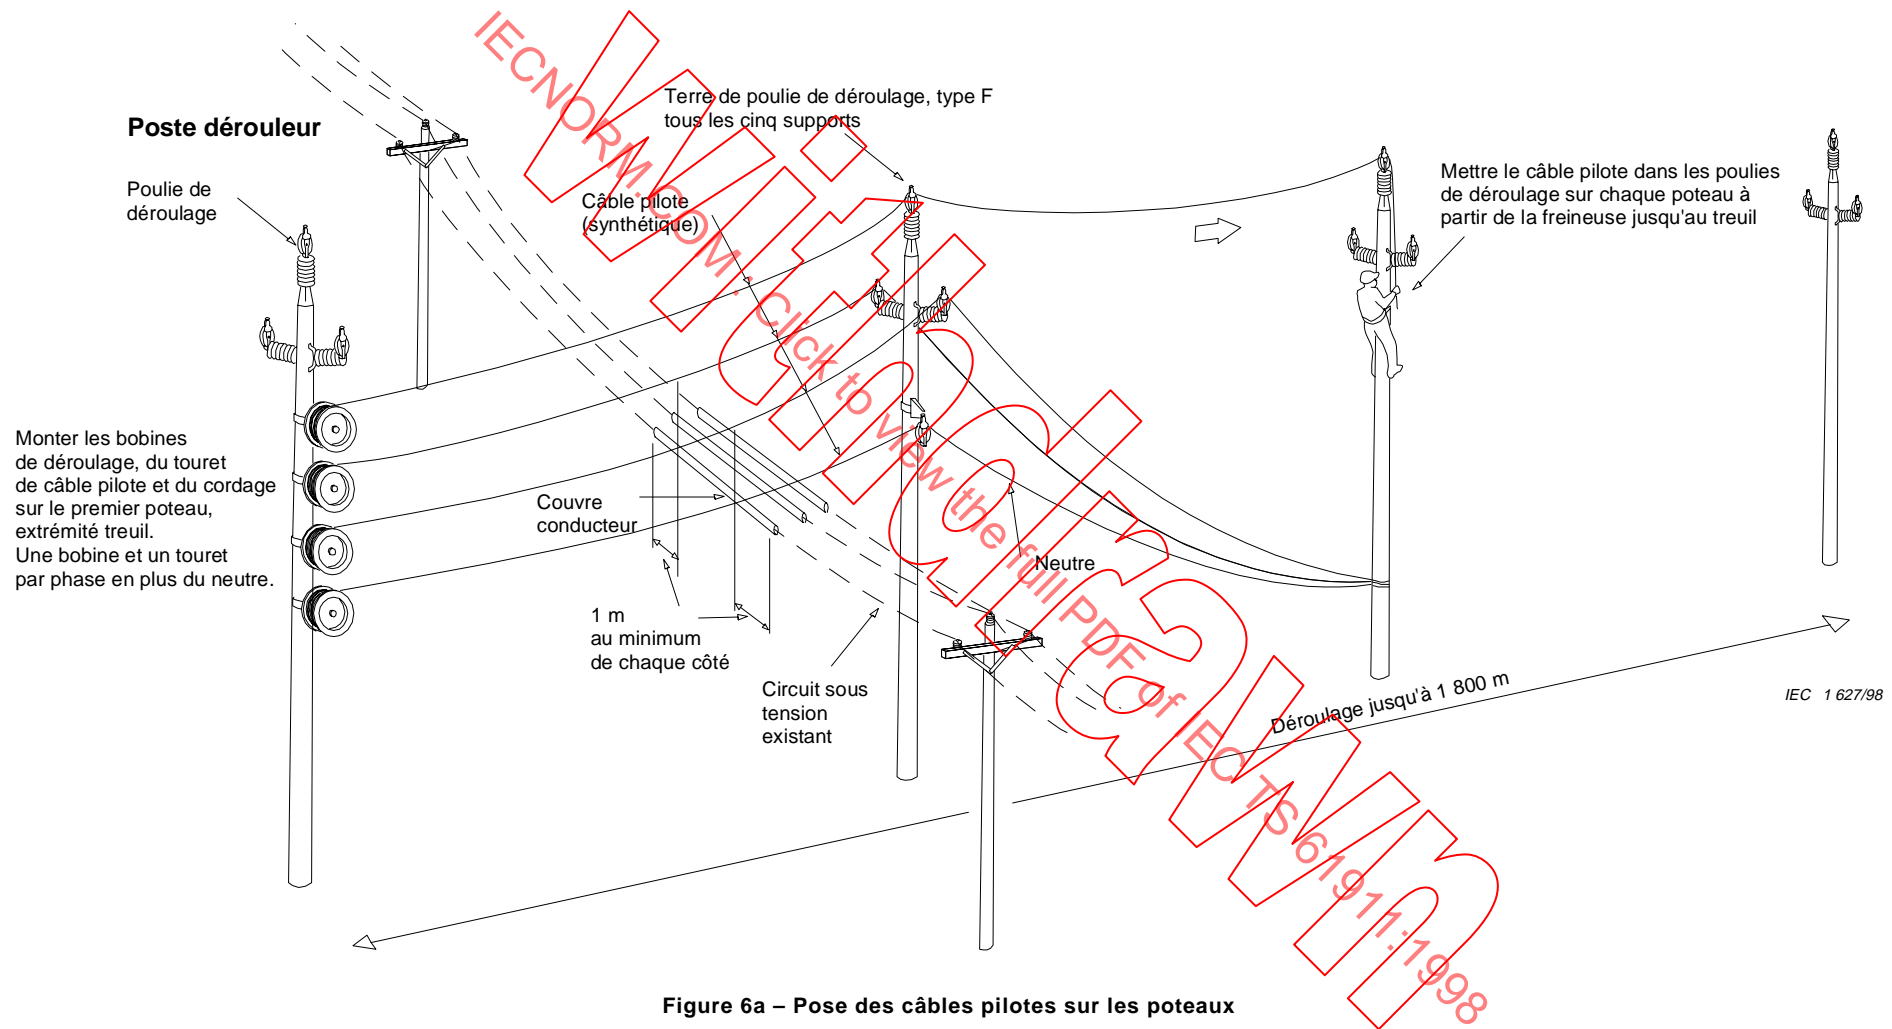 Poste dérouleur
Poulie de
déroulage
Terre de poulie de déroulage, type F
tous les cinq supports
Câble pilote
(synthétique)
Mettre le câble pilote dans les poulies
de déroulage sur chaque poteau à
partir de la freineuse jusqu'au treuil
Monter les bobines
de déroulage, du touret
de câble pilote et du cordage
sur le premier poteau,
extrémité treuil.
Une bobine et un touret
par phase en plus du neutre.
Couvre
conducteur
1 m
au minimum
de chaque côté
Neutre
Circuit sous
tension
existant
Déroulage jusqu'à 1 800 m
IEC 1 627/98
Figure 6a – Pose des câbles pilotes sur les poteaux
IECNORM.COM: Click to view the full PDF of IEC TS 61911:1998
Withdrawn